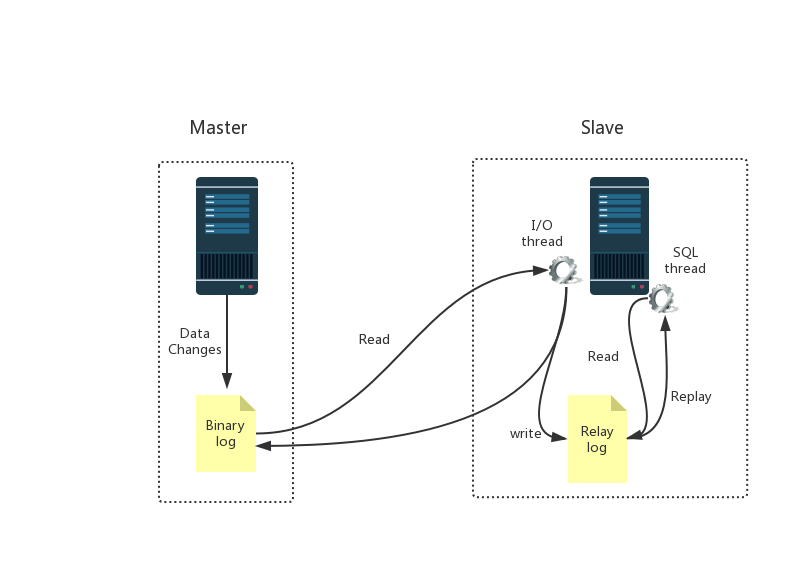 Master
Slave
I/O
thread
SQL
thread
Data
Changes
Read
Read
Replay
Binary
log
write
Relay
log